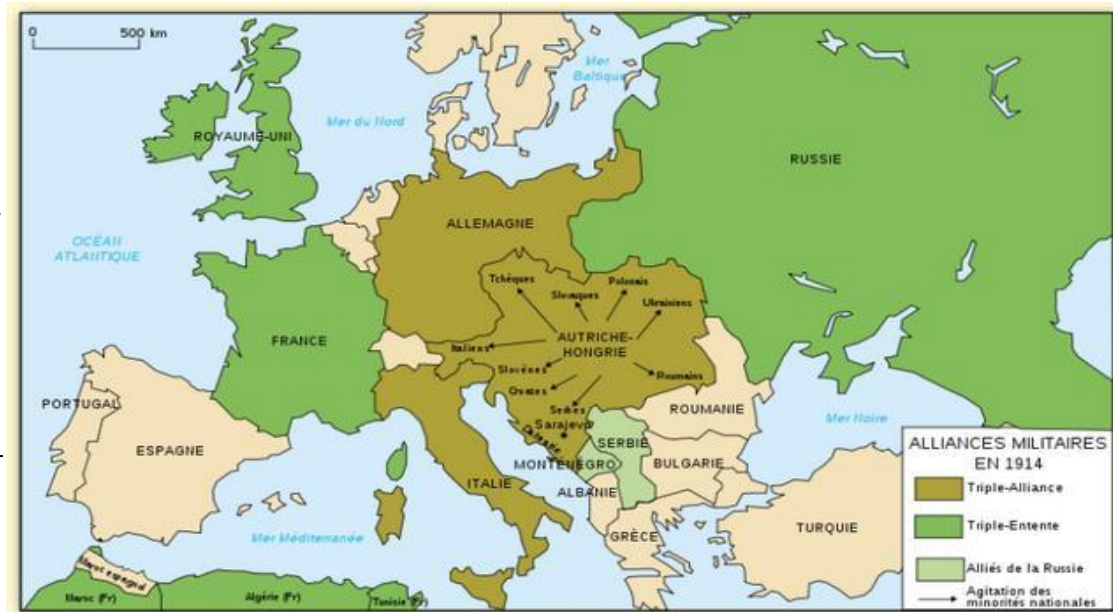 0
500 km
Mer
Baltique
Mer du Nord
ROYAUME-UNI
RUSSIE
OCÉAN
ATLANTIQUE
ALLEMAGNE
Tchèques
Slovaques
Polonais
Ukrainiens
FRANCE
AUTRICHE-
HONGRIE
Italiens
Slovènes
Roumains
Croates
Serbes
Sarajevo
PORTUGAL
ESPAGNE
ROUMANIE
Mer Noire
SERBIE
MONTÉNÉGRO
BULGARIE
ITALIE
ALBANIE
GRÈCE
TURQUIE
Mer Méditerranée
Maroc espagnol
Maroc (Fr)
Algérie (Fr)
Tunisie (Fr)
ALLIANCES MILITAIRES
EN 1914
Triple-Alliance
Triple-Entente
Alliés de la Russie
Agitation des
minorités nationales